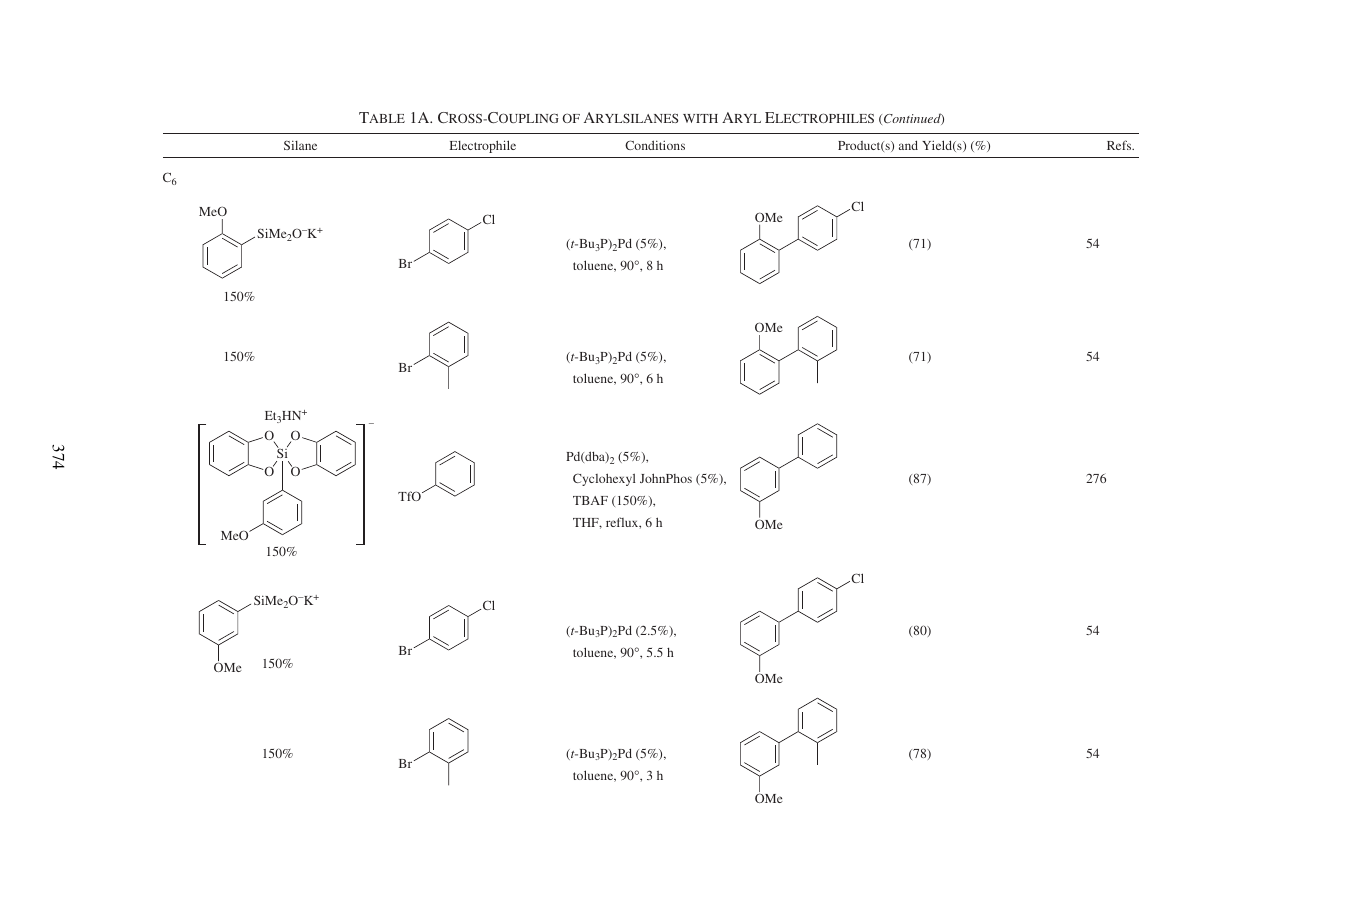 TABLE 1A. CROSS-COUPLING OF ARYLSILANES WITH ARYL ELECTROPHILES (Continued)
Silane Electrophile Conditions Product(s) and Yield(s) (%) Refs.
C6
MeO
SiMe2O–K+
150%
Br
Cl
(t-Bu3P)2Pd (5%),
toluene, 90°, 8 h
OMe
Cl
(71)
54
150%
Br
(t-Bu3P)2Pd (5%),
toluene, 90°, 6 h
OMe
(71)
54
Et3HN+
–
O O
Si
O O
MeO
150%
TfO
Pd(dba)2 (5%),
Cyclohexyl JohnPhos (5%),
TBAF (150%),
THF, reflux, 6 h
OMe
(87)
276
SiMe2O–K+
OMe
150%
Br
Cl
(t-Bu3P)2Pd (2.5%),
toluene, 90°, 5.5 h
Cl
OMe
(80)
54
150%
Br
(t-Bu3P)2Pd (5%),
toluene, 90°, 3 h
OMe
(78)
54
374